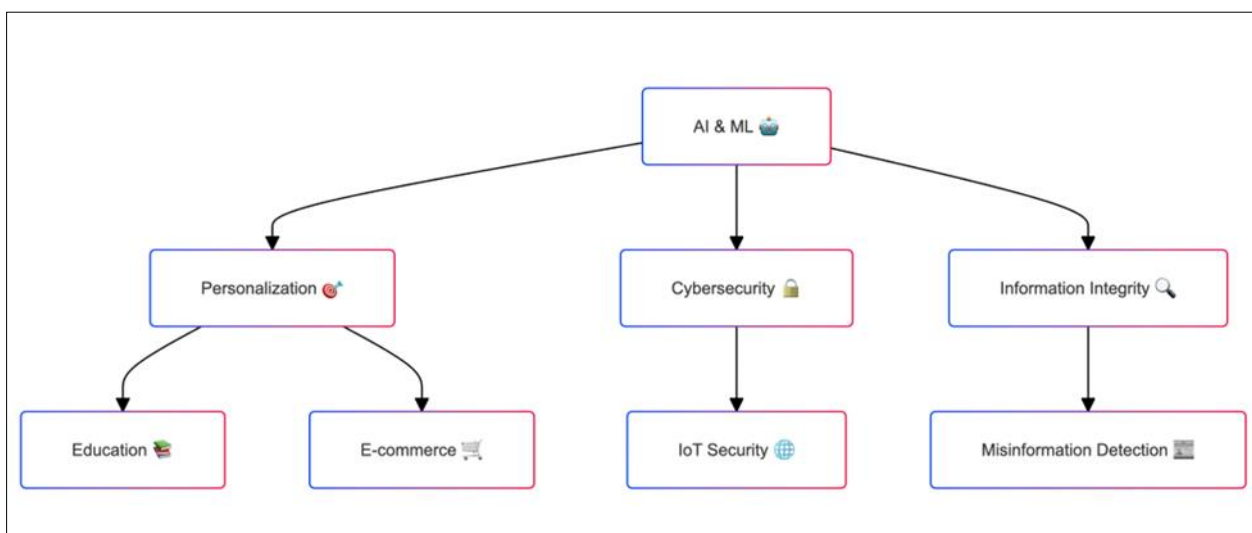 AI & ML 🤖
Personalization 🎯
Cybersecurity 🔒
Information Integrity 🔍
Education 📚
E-commerce 🛒
IoT Security 🌐
Misinformation Detection 📰